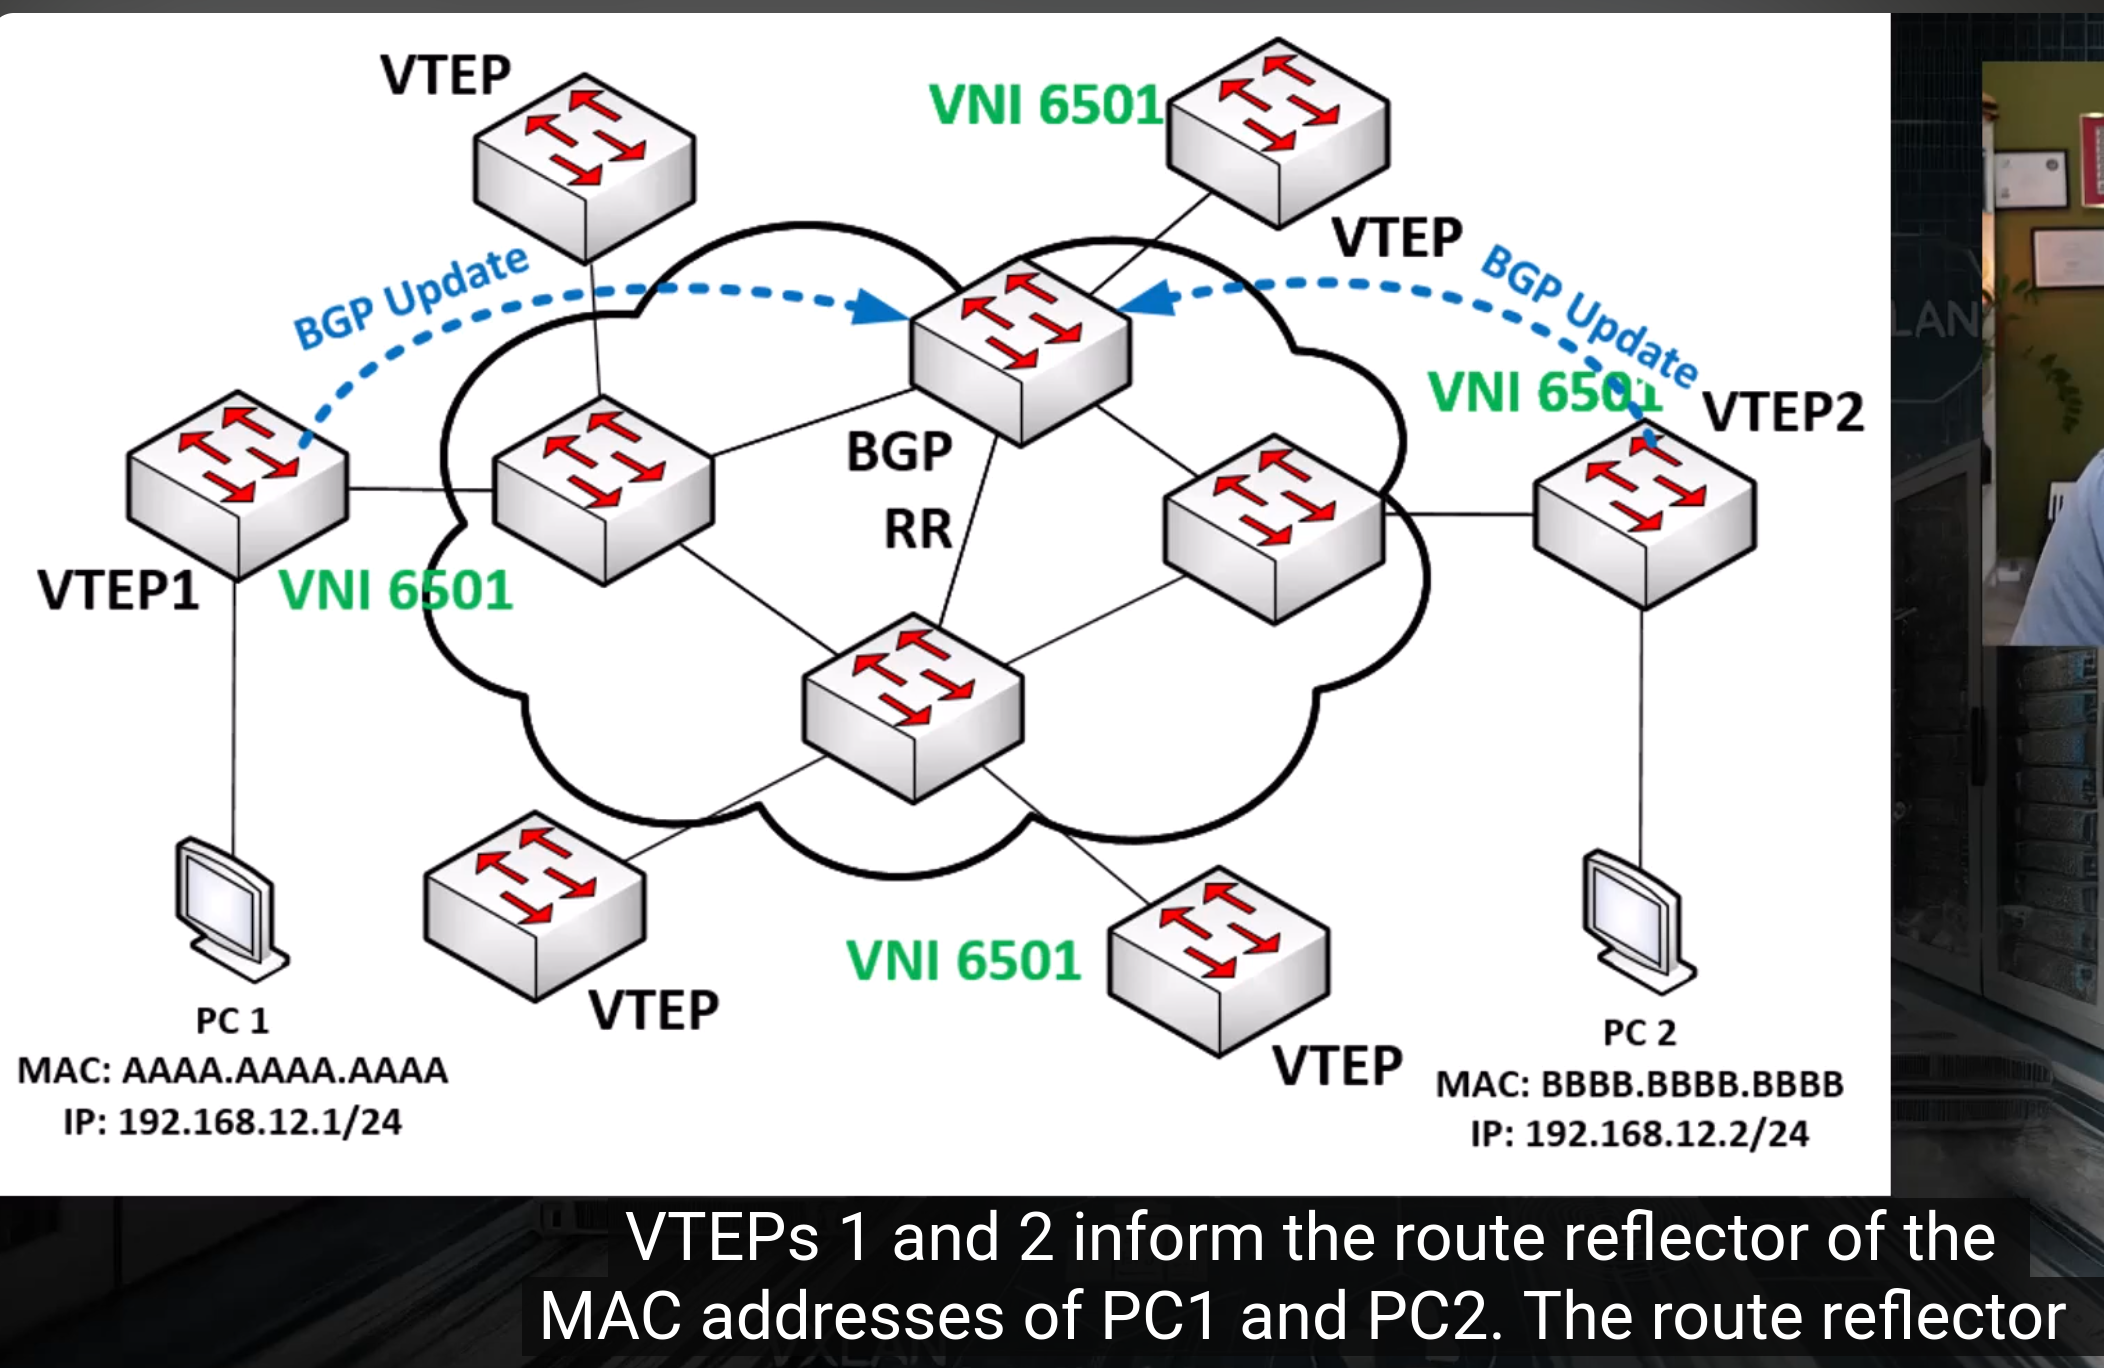 VTEP
VNI 6501
VTEP
BGP Update
BGP Update
VNI 6501
VTEP2
BGP
RR
VTEP1
VNI 6501
VNI 6501
VTEP
VTEP
PC 1
MAC: AAAA.AAAA.AAAA
IP: 192.168.12.1/24
PC 2
MAC: BBBB.BBBB.BBBB
IP: 192.168.12.2/24
LAN
VTEPs 1 and 2 inform the route reflector of the
MAC addresses of PC1 and PC2. The route reflector
VXLAN